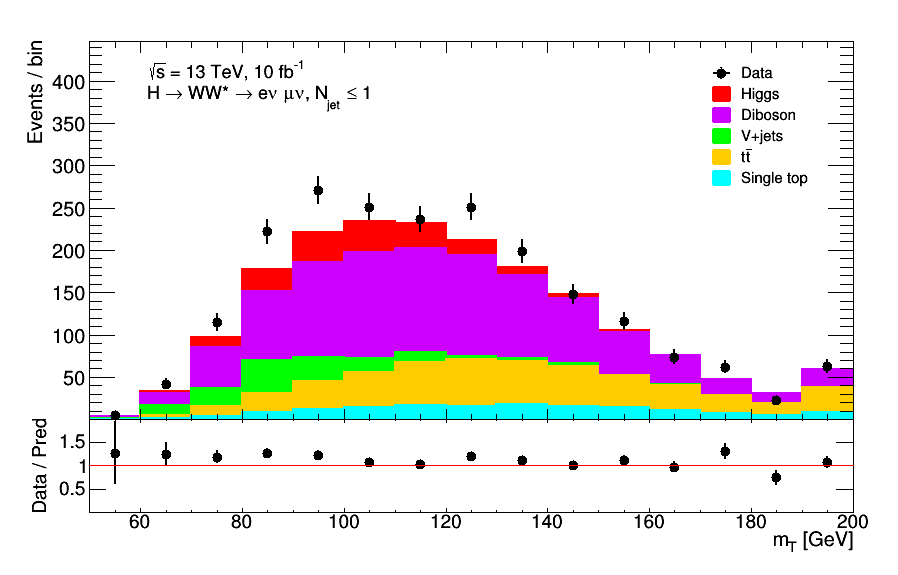 √s = 13 TeV, 10 fb⁻¹
H → WW* → eν μν, N_jet ≤ 1
Data
Higgs
Diboson
V+jets
tt̄
Single top
Events / bin
400
350
300
250
200
150
100
50
Data / Pred
1.5
1
0.5
60 80 100 120 140 160 180 200
m_T [GeV]